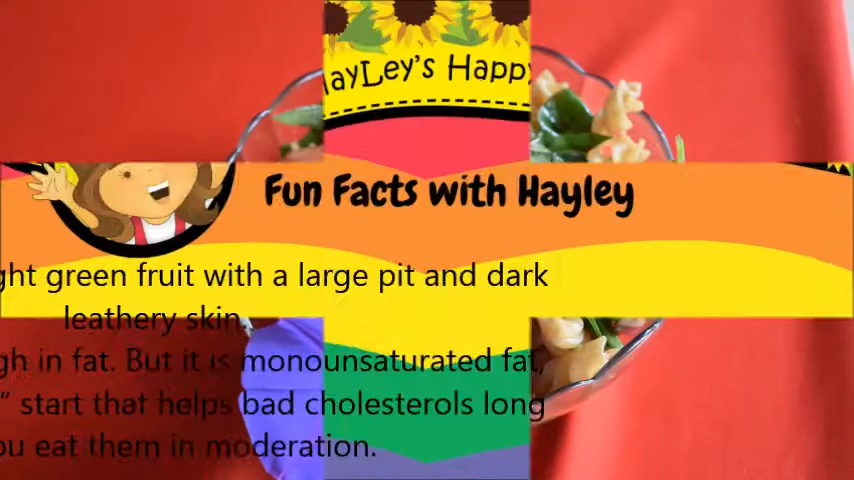 ayLey's Happy
Fun Facts with Hayley
ght green fruit with a large pit and dark
leathery skin.
gh in fat. But it is monounsaturated fat,
" start that helps bad cholesterols long
ou eat them in moderation.